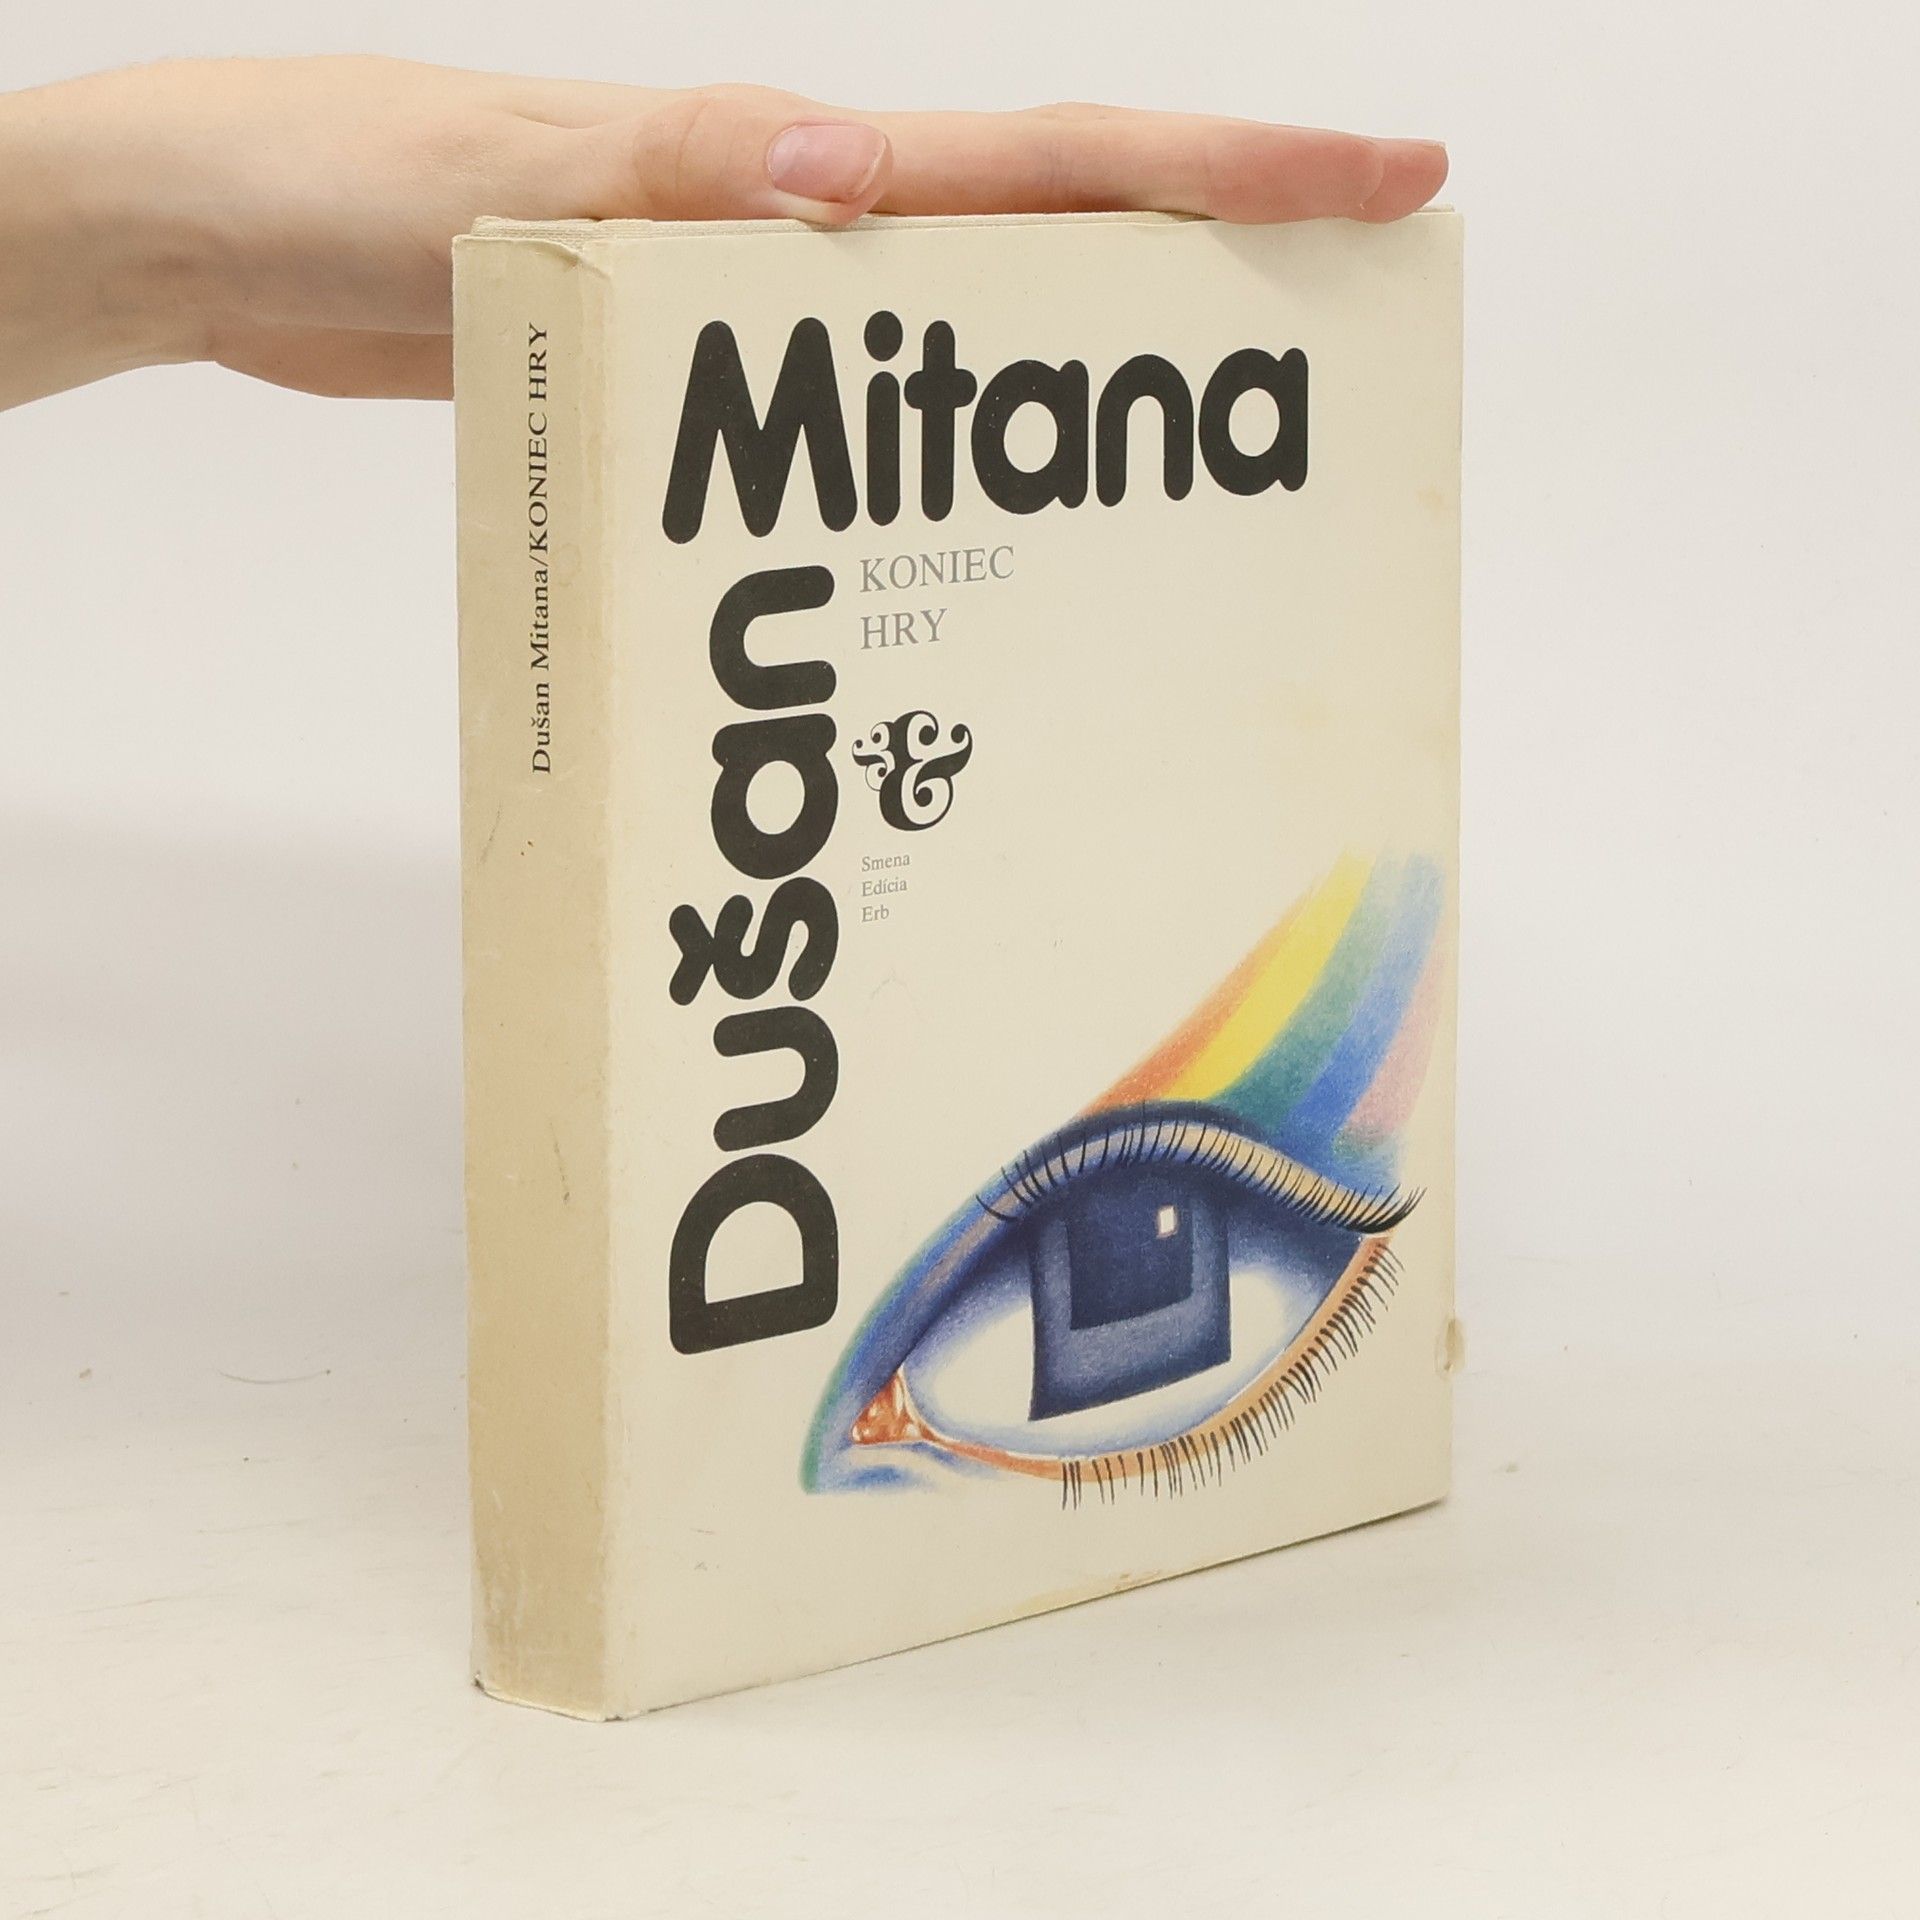 Dušan Mitana/KONIEC HRY
Mitana
Dušan
KONIEC
HRY
&
Smena
Edícia
Erb